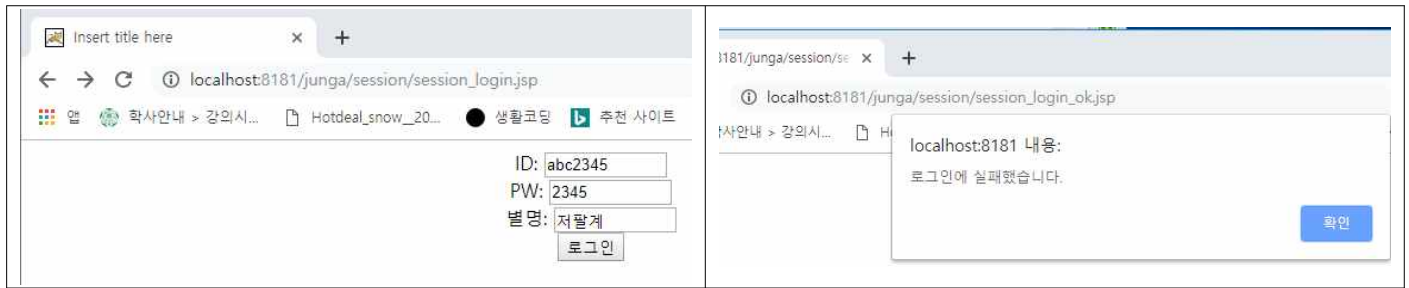 Insert title here
localhost:8181/junga/session/session_login.jsp
앱 학사안내 > 강의시... Hotdeal_snow__20... 생활코딩 추천 사이트
ID: abc2345
PW: 2345
별명: 저팔계
로그인
8181/junga/session/se
localhost:8181/junga/session/session_login_ok.jsp
학사안내 > 강의시...
localhost:8181 내용:
로그인에 실패했습니다.
확인